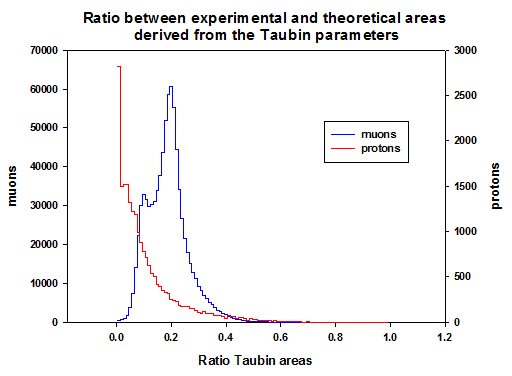 Ratio between experimental and theoretical areas
derived from the Taubin parameters
70000
60000
50000
40000
30000
20000
10000
0
muons
3000
2500
2000
1500
1000
500
0
protons
muons
protons
0.0 0.2 0.4 0.6 0.8 1.0 1.2
Ratio Taubin areas